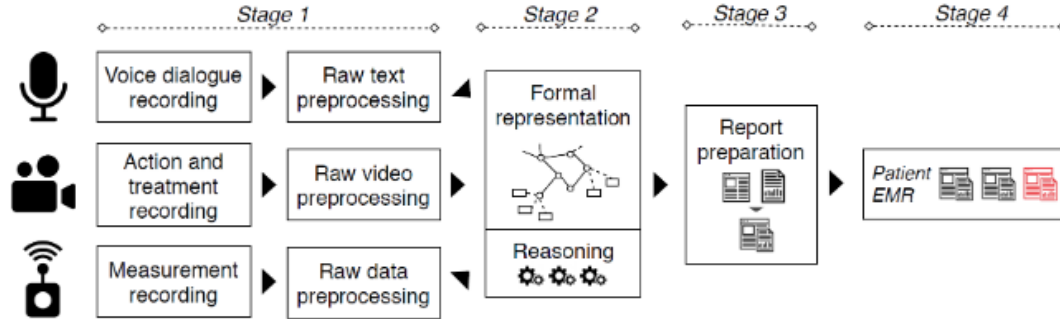 Stage 1
Stage 2
Stage 3
Stage 4
Voice dialogue
recording
Raw text
preprocessing
Action and
treatment
recording
Raw video
preprocessing
Measurement
recording
Raw data
preprocessing
Formal
representation
Reasoning
Report
preparation
Patient
EMR